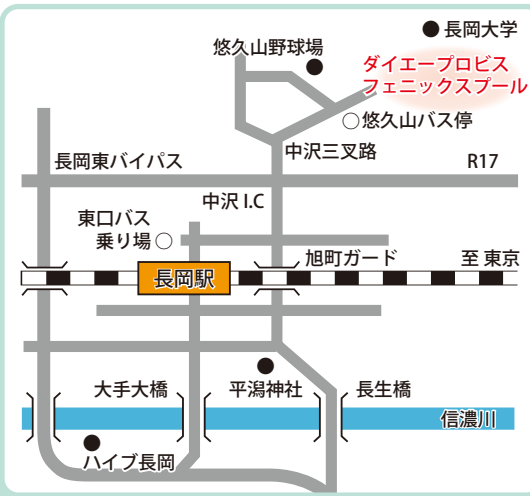 長岡大学
悠久山野球場
ダイエープロビス
フェニックスプール
悠久山バス停
中沢三叉路
長岡東バイパス
R17
中沢 I.C
東口バス
乗り場
旭町ガード
至 東京
長岡駅
大手大橋
平潟神社
長生橋
信濃川
ハイブ長岡